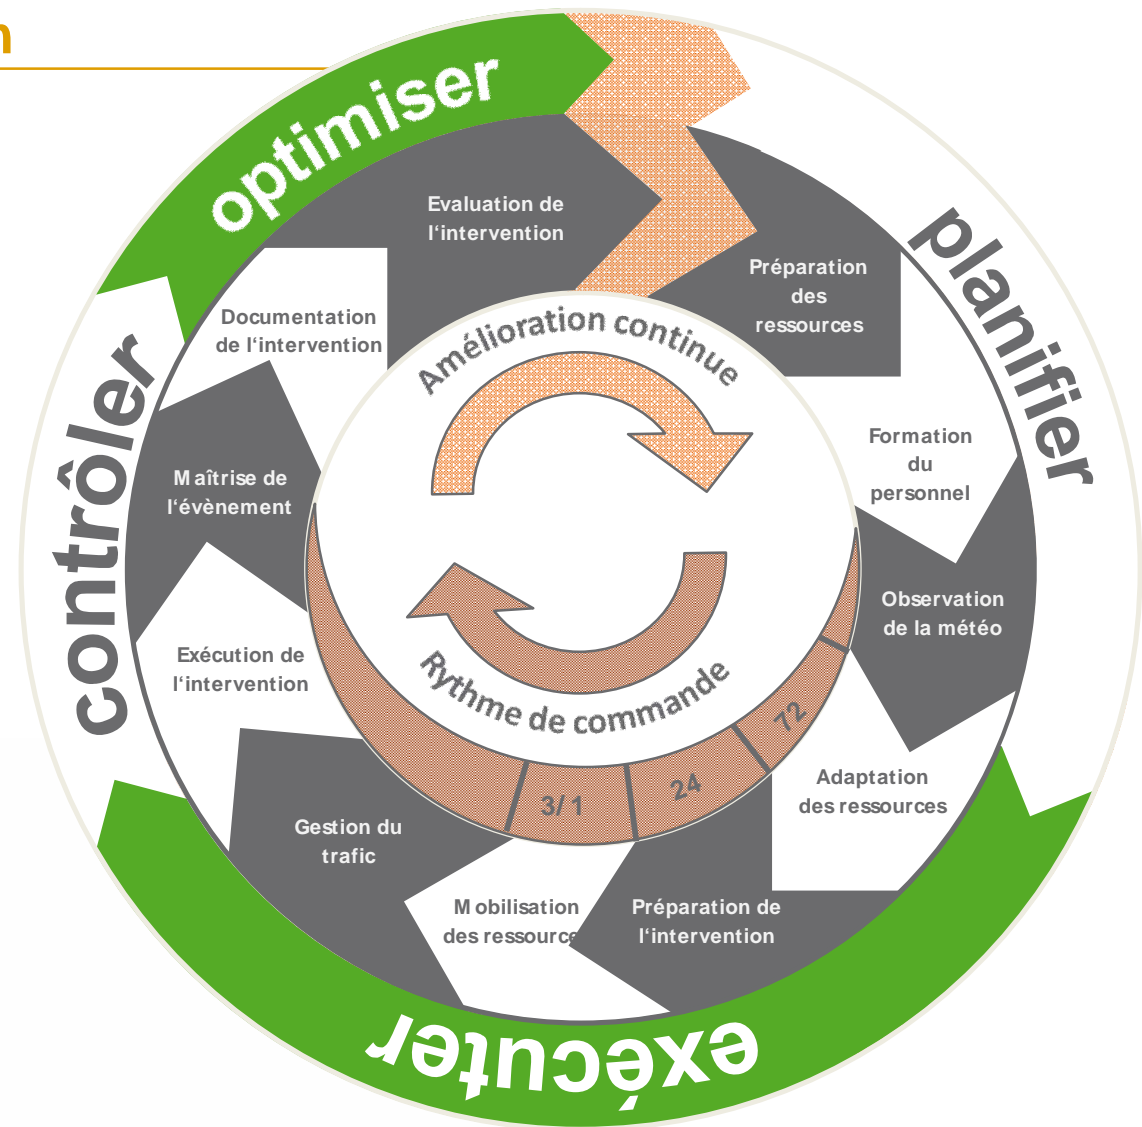 n
optimiser
planifier
exécuter
contrôler
Evaluation de
l'intervention
Préparation
des
ressources
Formation
du
personnel
Observation
de la météo
Adaptation
des ressources
Préparation de
l'intervention
Mobilisation
des ressource
Gestion du
trafic
Exécution de
l'intervention
Maîtrise de
l'évènement
Documentation
de l'intervention
Amélioration continue
Rythme de commande
72
24
3/1